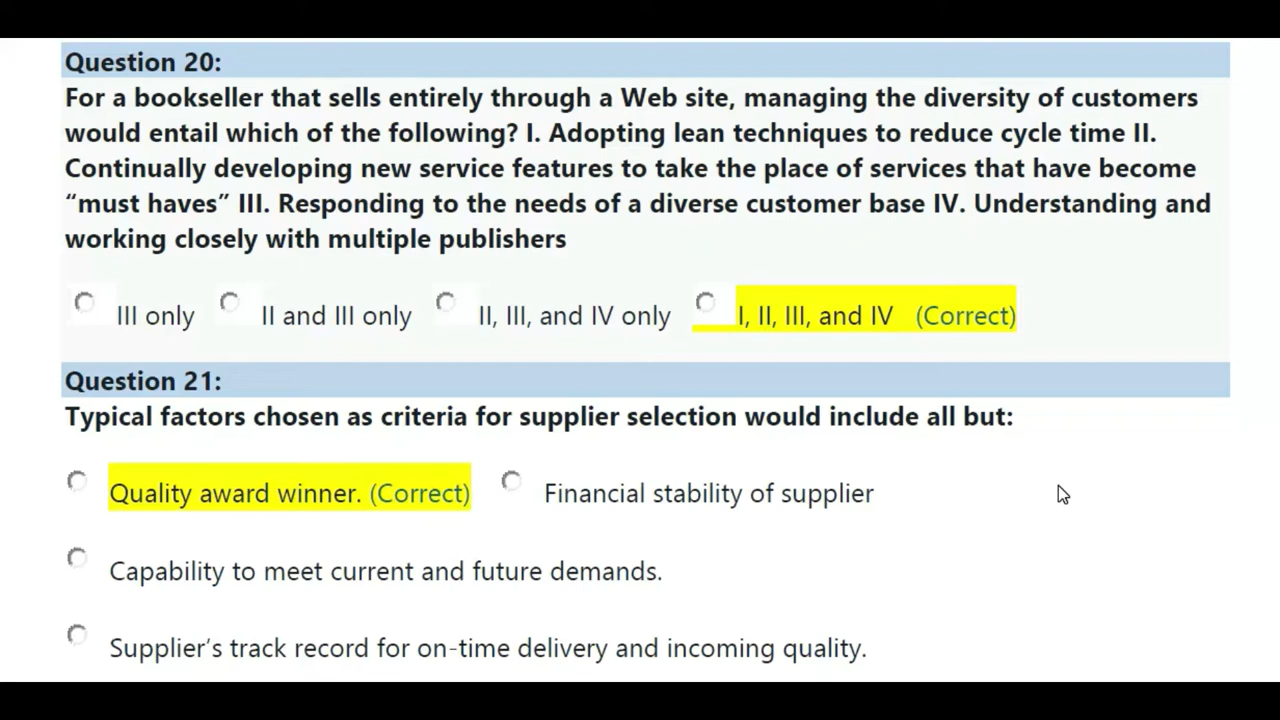 Question 20:
For a bookseller that sells entirely through a Web site, managing the diversity of customers
would entail which of the following? I. Adopting lean techniques to reduce cycle time II.
Continually developing new service features to take the place of services that have become
“must haves” III. Responding to the needs of a diverse customer base IV. Understanding and
working closely with multiple publishers
III only II and III only II, III, and IV only I, II, III, and IV (Correct)
Question 21:
Typical factors chosen as criteria for supplier selection would include all but:
Quality award winner. (Correct) Financial stability of supplier
Capability to meet current and future demands.
Supplier’s track record for on-time delivery and incoming quality.